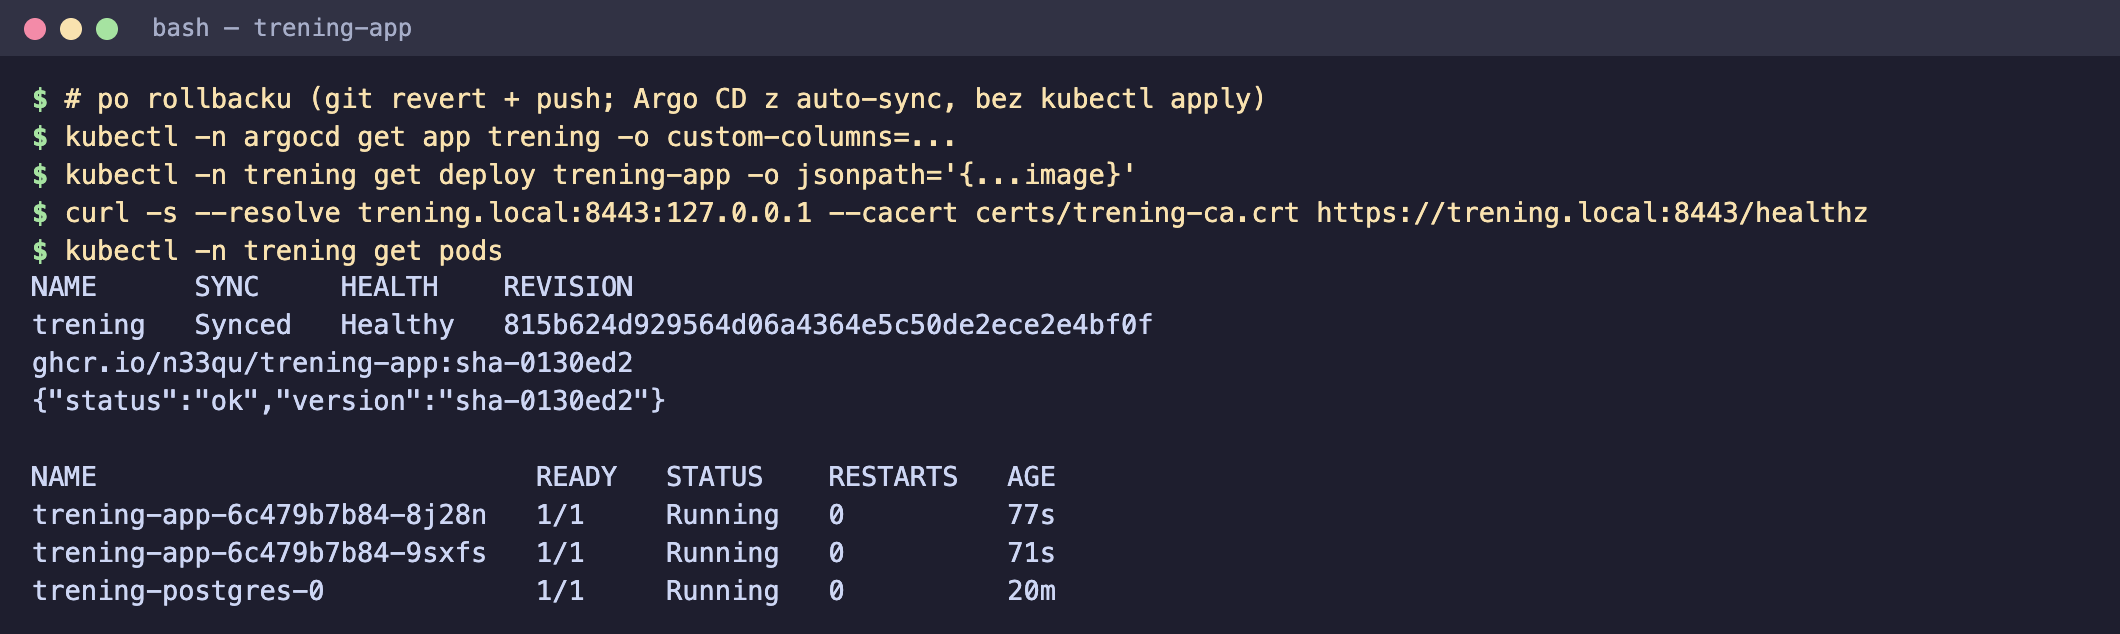 bash — trening-app
$ # po rollbacku (git revert + push; Argo CD z auto-sync, bez kubectl apply)
$ kubectl -n argocd get app trening -o custom-columns=...
$ kubectl -n trening get deploy trening-app -o jsonpath='{...image}'
$ curl -s --resolve trening.local:8443:127.0.0.1 --cacert certs/trening-ca.crt https://trening.local:8443/healthz
$ kubectl -n trening get pods
NAME      SYNC     HEALTH    REVISION
trening   Synced   Healthy   815b624d929564d06a4364e5c50de2ece2e4bf0f
ghcr.io/n33qu/trening-app:sha-0130ed2
{"status":"ok","version":"sha-0130ed2"}
NAME                           READY   STATUS    RESTARTS   AGE
trening-app-6c479b7b84-8j28n   1/1     Running   0          77s
trening-app-6c479b7b84-9sxfs   1/1     Running   0          71s
trening-postgres-0             1/1     Running   0          20m